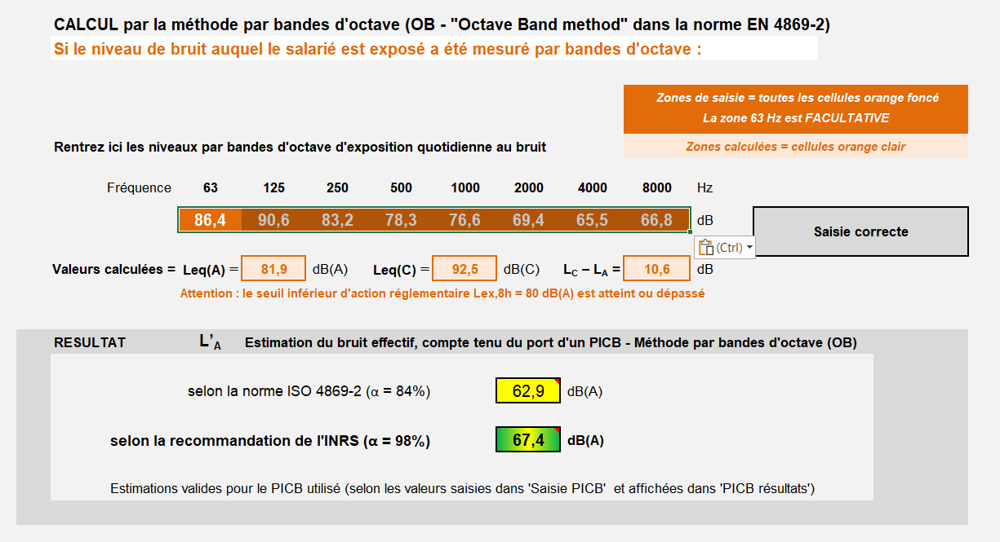 CALCUL par la méthode par bandes d'octave (OB - "Octave Band method" dans la norme EN 4869-2)
Si le niveau de bruit auquel le salarié est exposé a été mesuré par bandes d'octave :
Zones de saisie = toutes les cellules orange foncé
La zone 63 Hz est FACULTATIVE
Rentrez ici les niveaux par bandes d'octave d'exposition quotidienne au bruit
Zones calculées = cellules orange clair
Fréquence 63 125 250 500 1000 2000 4000 8000 Hz
86,4 90,6 83,2 78,3 76,6 69,4 65,5 66,8 dB
Saisie correcte
(Ctrl)
Valeurs calculées = Leq(A) = 81,9 dB(A) Leq(C) = 92,5 dB(C) LC – LA = 10,6 dB
Attention : le seuil inférieur d'action réglementaire Lex,8h = 80 dB(A) est atteint ou dépassé
RESULTAT L'A Estimation du bruit effectif, compte tenu du port d'un PICB - Méthode par bandes d'octave (OB)
selon la norme ISO 4869-2 (α = 84%) 62,9 dB(A)
selon la recommandation de l'INRS (α = 98%) 67,4 dB(A)
Estimations valides pour le PICB utilisé (selon les valeurs saisies dans 'Saisie PICB' et affichées dans 'PICB résultats')